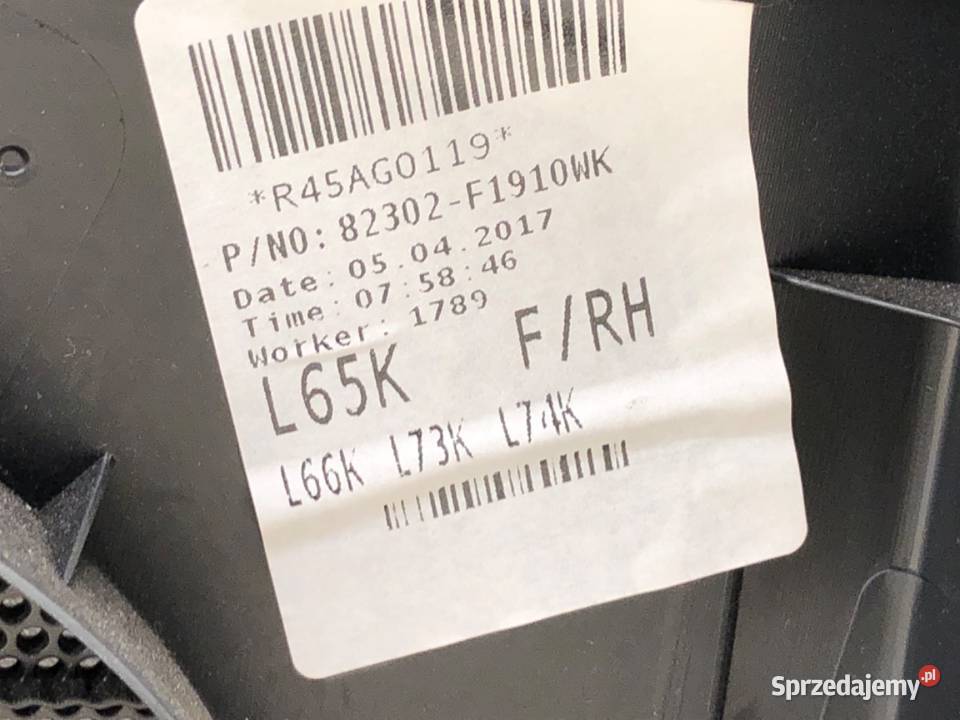 *R45AG0119*
P/NO: 82302-F1910WK
Date: 05.04.2017
Time: 07:58:46
Worker: 1789
L65K F/RH
L66K L73K L74K
Sprzedajemy.pl